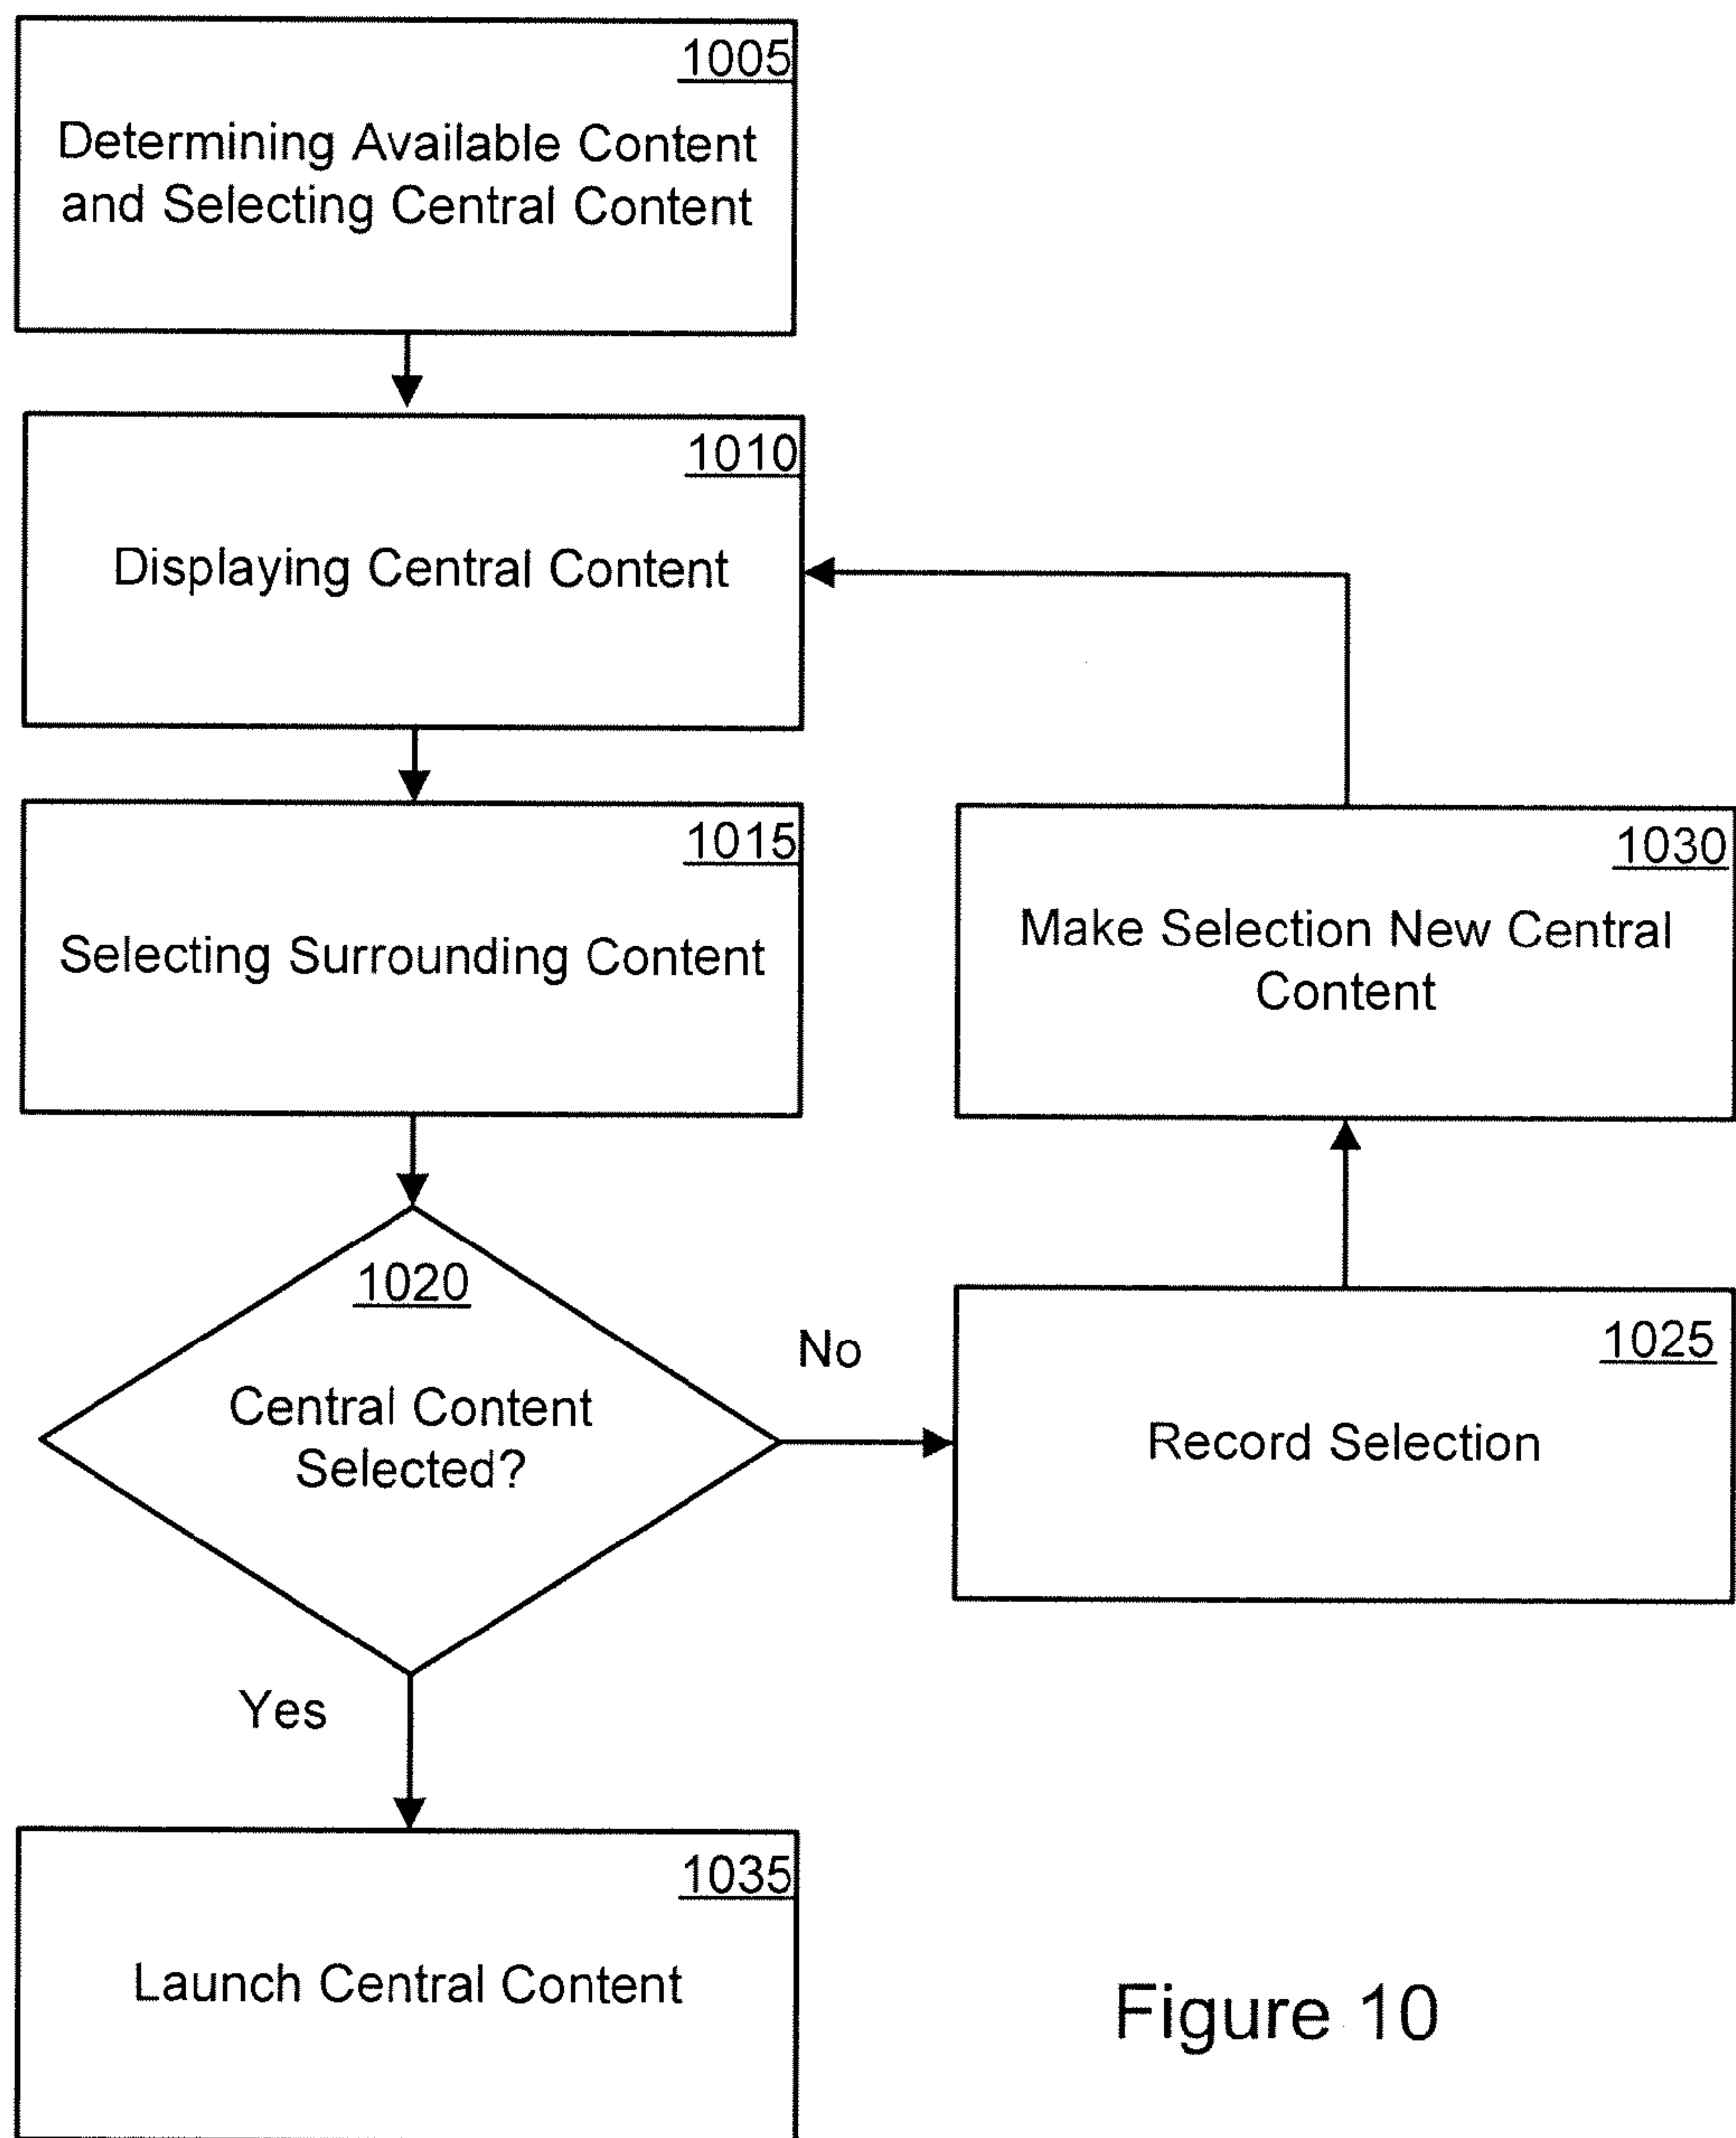 1005
Determining Available Content
and Selecting Central Content
1010
Displaying Central Content
1015
Selecting Surrounding Content
1030
Make Selection New Central
Content
1020
Central Content
Selected?
No
1025
Record Selection
Yes
1035
Launch Central Content
Figure 10